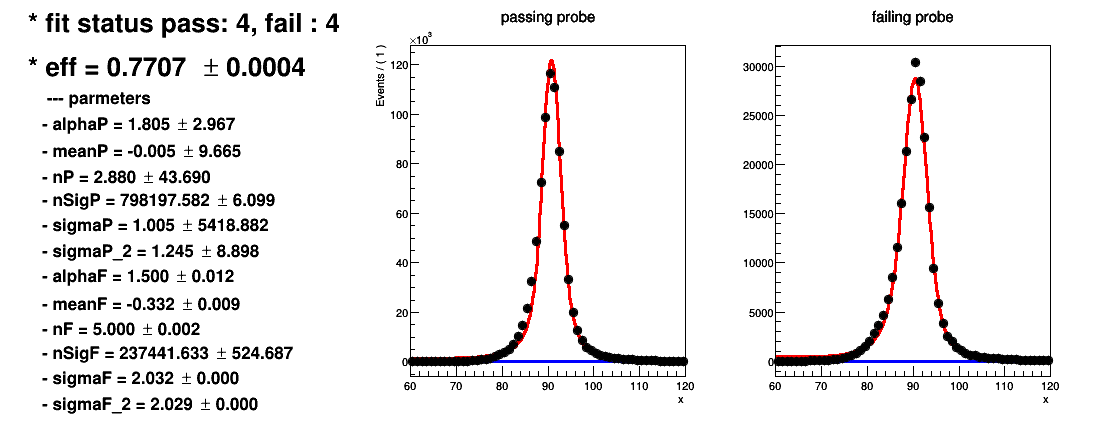 * fit status pass: 4, fail : 4
* eff = 0.7707 ± 0.0004
--- parmeters
- alphaP = 1.805 ± 2.967
- meanP = -0.005 ± 9.665
- nP = 2.880 ± 43.690
- nSigP = 798197.582 ± 6.099
- sigmaP = 1.005 ± 5418.882
- sigmaP_2 = 1.245 ± 8.898
- alphaF = 1.500 ± 0.012
- meanF = -0.332 ± 0.009
- nF = 5.000 ± 0.002
- nSigF = 237441.633 ± 524.687
- sigmaF = 2.032 ± 0.000
- sigmaF_2 = 2.029 ± 0.000
passing probe
×10³
Events / ( 1 )
120
100
80
60
40
20
0
60 70 80 90 100 110 120
x
failing probe
30000
25000
20000
15000
10000
5000
0
60 70 80 90 100 110 120
x